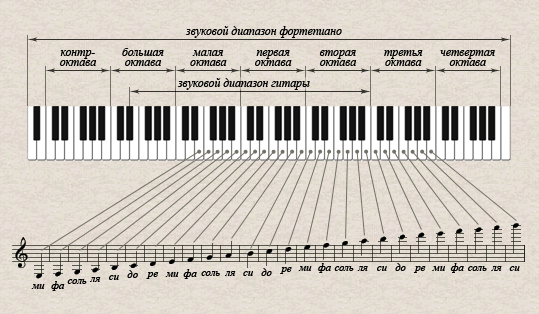 звуковой диапазон фортепиано
контр-
октава
большая
октава
малая
октава
первая
октава
вторая
октава
третья
октава
четвертая
октава
звуковой диапазон гитары
ми фа соль ля си до ре ми фа соль ля си до ре ми фа соль ля си до ре ми фа соль ля си